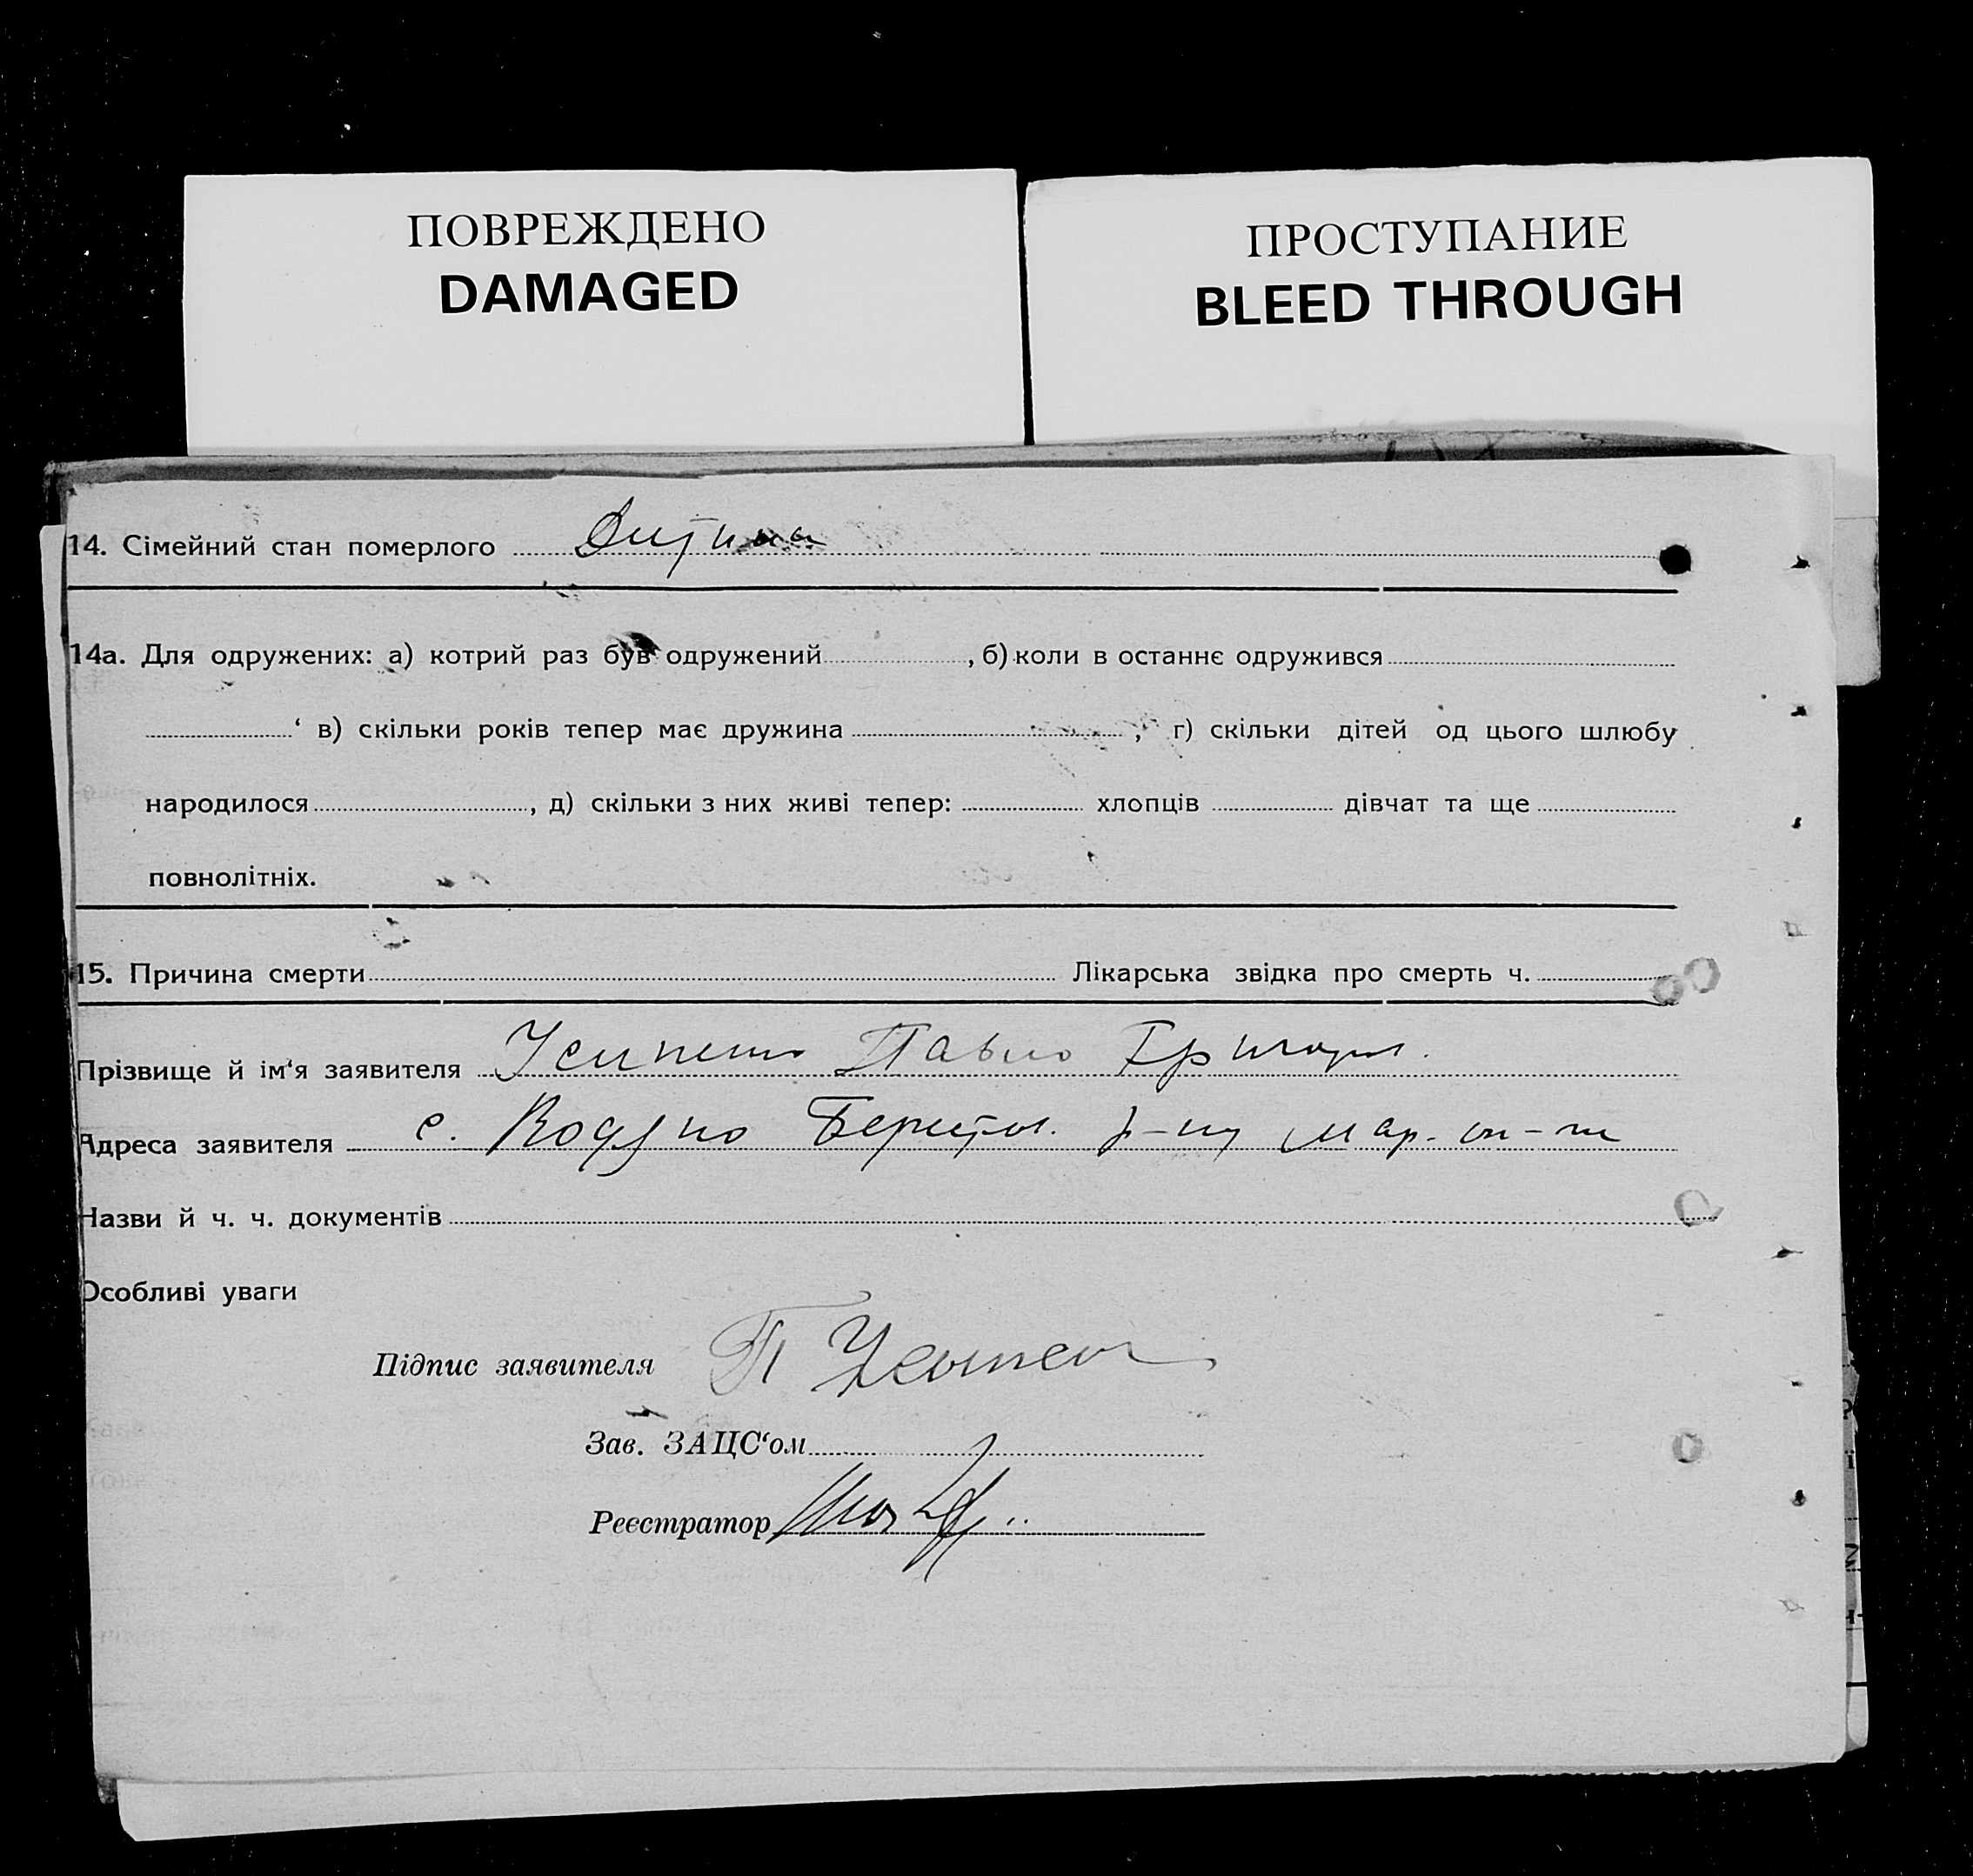 ПОВРЕЖДЕНО
DAMAGED
ПРОСТУПАНИЕ
BLEED THROUGH
14. Сімейний стан померлого Дитина
14а. Для одружених: а) котрий раз був одружений , б) коли в останнє одружився
‘ в) скільки років тепер має дружина , г) скільки дітей од цього шлюбу
народилося , д) скільки з них живі тепер: хлопців дівчат та ще
повнолітніх.
15. Причина смерти Лікарська звідка про смерть ч.
Прізвище й ім‘я заявителя Павло
Адреса заявителя с. р-ну Мар.
Назви й ч. ч. документів
Особливі уваги
Підпис заявителя П
Зав. ЗАЦС‘ом
Реєстратор